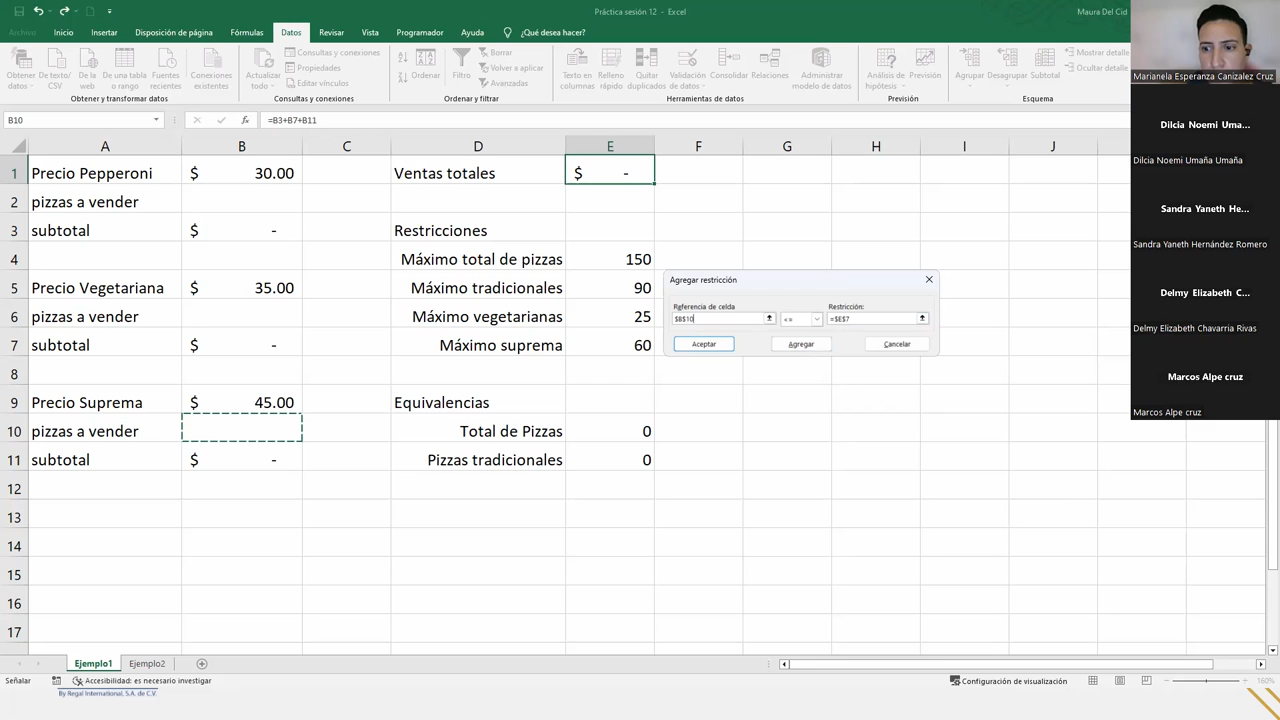 Práctica sesión 12 - Excel
Maura Del Cid
Archivo Inicio Insertar Disposición de página Fórmulas Datos Revisar Vista Programador Ayuda ¿Qué desea hacer?
Obtener datos De texto/ CSV De la web De una tabla o rango Fuentes recientes Conexiones existentes
Obtener y transformar datos
Actualizar todo
Consultas y conexiones
Propiedades
Editar vínculos
Consultas y conexiones
Ordenar Filtro
Borrar
Volver a aplicar
Avanzadas
Ordenar y filtrar
Texto en columnas Relleno rápido Quitar duplicados Validación de datos Consolidar Relaciones Administrar modelo de datos
Herramientas de datos
Análisis de hipótesis Previsión
Previsión
Agrupar Desagrupar Subtotal
Mostrar detalle
Ocultar detalle
Esquema
B10 fx =B3+B7+B11
A B C D E F G H I J
1 Precio Pepperoni $ 30.00 Ventas totales $ -
2 pizzas a vender
3 subtotal $ - Restricciones
4 Máximo total de pizzas 150
5 Precio Vegetariana $ 35.00 Máximo tradicionales 90
6 pizzas a vender Máximo vegetarianas 25
7 subtotal $ - Máximo suprema 60
8
9 Precio Suprema $ 45.00 Equivalencias
10 pizzas a vender Total de Pizzas 0
11 subtotal $ - Pizzas tradicionales 0
12
13
14
15
16
17
Agregar restricción
Referencia de celda Restricción:
$B$10 <= =$E$7
Aceptar Agregar Cancelar
Marianela Esperanza Canizalez Cruz
Dilcia Noemi Uma...
Dilcia Noemi Umaña Umaña
Sandra Yaneth He...
Sandra Yaneth Hernández Romero
Delmy Elizabeth C...
Delmy Elizabeth Chavarria Rivas
Marcos Alpe cruz
Marcos Alpe cruz
Ejemplo1 Ejemplo2
Señalar Accesibilidad: es necesario investigar Configuración de visualización 160%
By Regal International, S.A. de C.V.